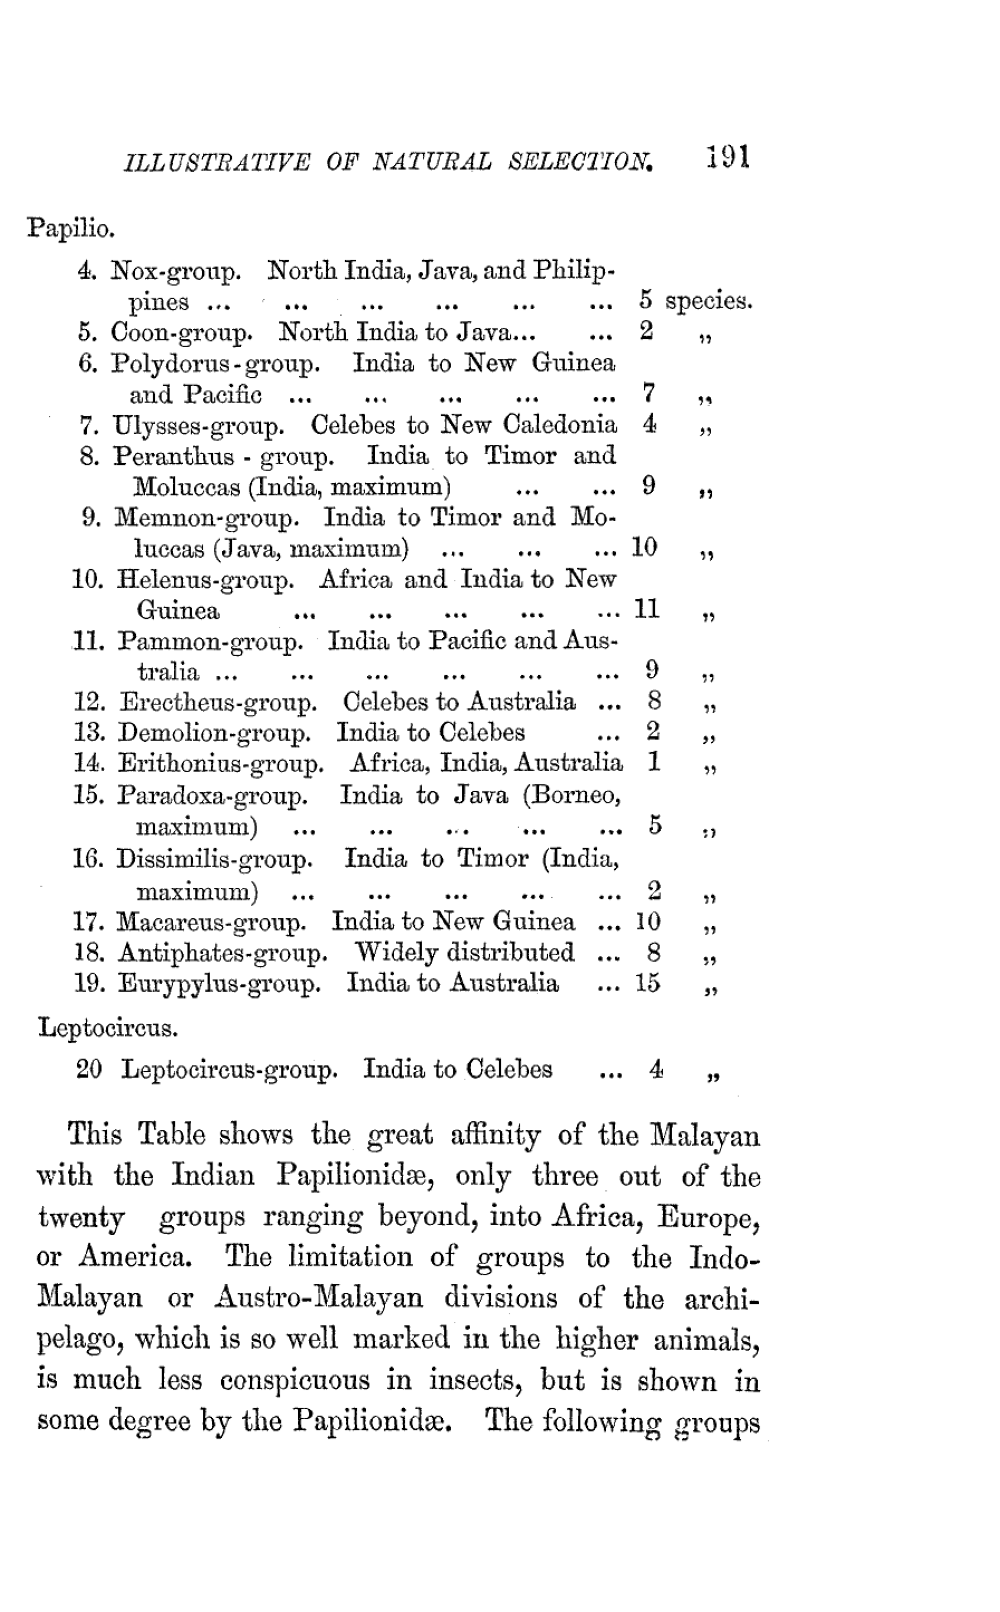 ILLUSTRATIVE OF NATURAL SELECTION. 191
Papilio.
4. Nox-group. North India, Java, and Philip-
pines ... ... ... ... ... ... 5 species.
5. Coon-group. North India to Java... ... 2 „
6. Polydorus-group. India to New Guinea
and Pacific ... ... ... ... ... 7 „
7. Ulysses-group. Celebes to New Caledonia 4 „
8. Peranthus - group. India to Timor and
Moluccas (India, maximum) ... ... 9 „
9. Memnon-group. India to Timor and Mo-
luccas (Java, maximum) ... ... ... 10 „
10. Helenus-group. Africa and India to New
Guinea ... ... ... ... ... 11 „
11. Pammon-group. India to Pacific and Aus-
tralia ... ... ... ... ... ... 9 „
12. Erectheus-group. Celebes to Australia ... 8 „
13. Demolion-group. India to Celebes ... 2 „
14. Erithonius-group. Africa, India, Australia 1 „
15. Paradoxa-group. India to Java (Borneo,
maximum) ... ... ... ... ... 5 „
16. Dissimilis-group. India to Timor (India,
maximum) ... ... ... ... ... 2 „
17. Macareus-group. India to New Guinea ... 10 „
18. Antiphates-group. Widely distributed ... 8 „
19. Eurypylus-group. India to Australia ... 15 „
Leptocircus.
20 Leptocircus-group. India to Celebes ... 4 „
This Table shows the great affinity of the Malayan
with the Indian Papilionidæ, only three out of the
twenty groups ranging beyond, into Africa, Europe,
or America. The limitation of groups to the Indo-
Malayan or Austro-Malayan divisions of the archi-
pelago, which is so well marked in the higher animals,
is much less conspicuous in insects, but is shown in
some degree by the Papilionidæ. The following groups